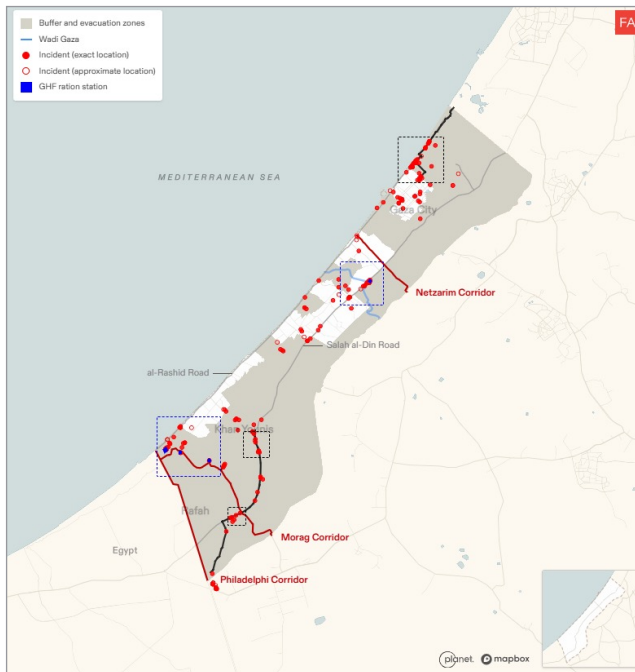 Buffer and evacuation zones
Wadi Gaza
Incident (exact location)
Incident (approximate location)
GHF ration station
FA
MEDITERRANEAN SEA
Gaza City
Netzarim Corridor
Salah al-Din Road
al-Rashid Road
Khan Younis
Rafah
Morag Corridor
Egypt
Philadelphi Corridor
planet. mapbox